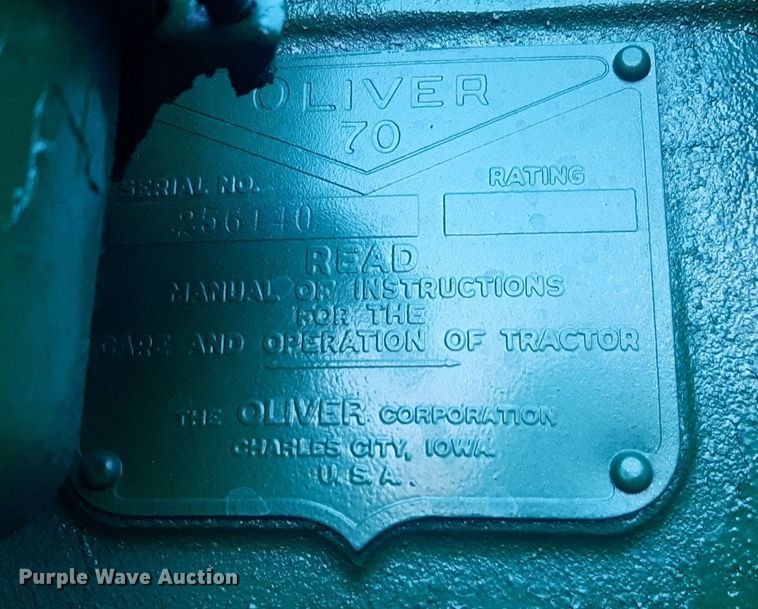 OLIVER
70
SERIAL NO. RATING
256110
READ
MANUAL OF INSTRUCTIONS
FOR THE
CARE AND OPERATION OF TRACTOR
THE OLIVER CORPORATION
CHARLES CITY, IOWA.
U. S. A.
Purple Wave Auction